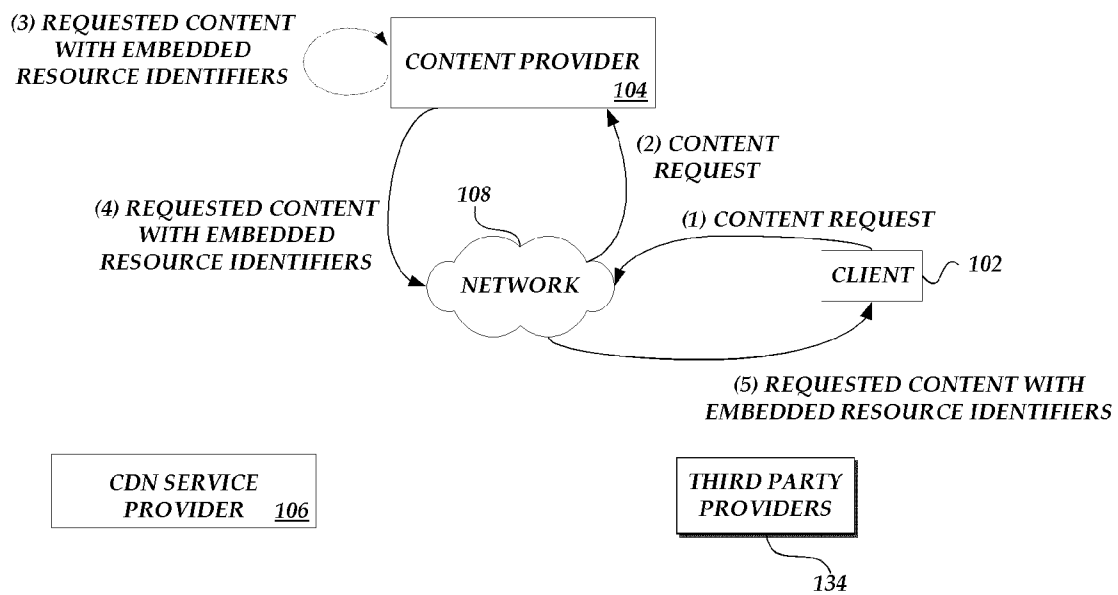 (3) REQUESTED CONTENT
WITH EMBEDDED
RESOURCE IDENTIFIERS
CONTENT PROVIDER
104
(2) CONTENT
REQUEST
(4) REQUESTED CONTENT
WITH EMBEDDED
RESOURCE IDENTIFIERS
108
(1) CONTENT REQUEST
NETWORK
CLIENT
102
(5) REQUESTED CONTENT WITH
EMBEDDED RESOURCE IDENTIFIERS
CDN SERVICE
PROVIDER
106
THIRD PARTY
PROVIDERS
134